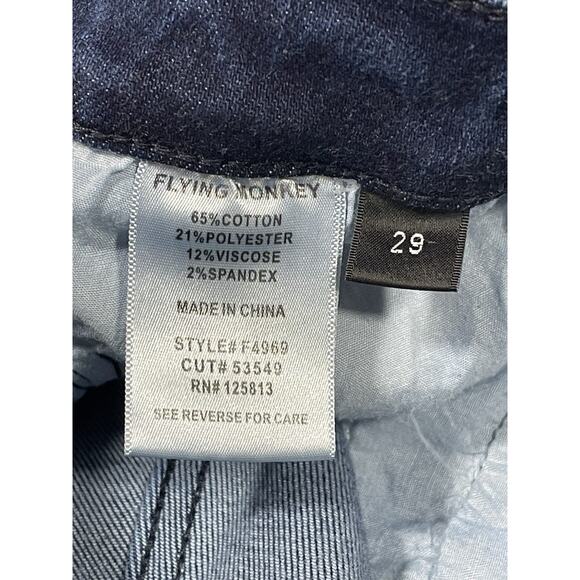 FLYING MONKEY
65%COTTON
21%POLYESTER
12%VISCOSE
2%SPANDEX
MADE IN CHINA
STYLE# F4969
CUT# 53549
RN# 125813
SEE REVERSE FOR CARE
29